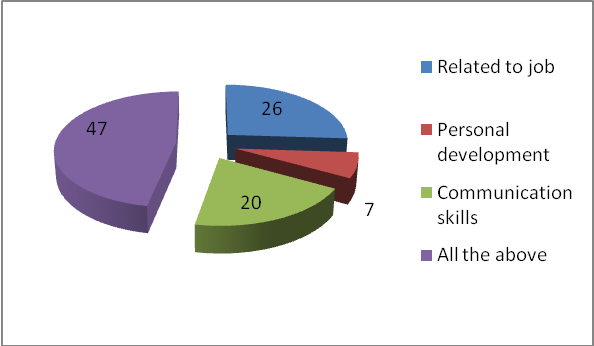 26
7
20
47
Related to job
Personal
development
Communication
skills
All the above